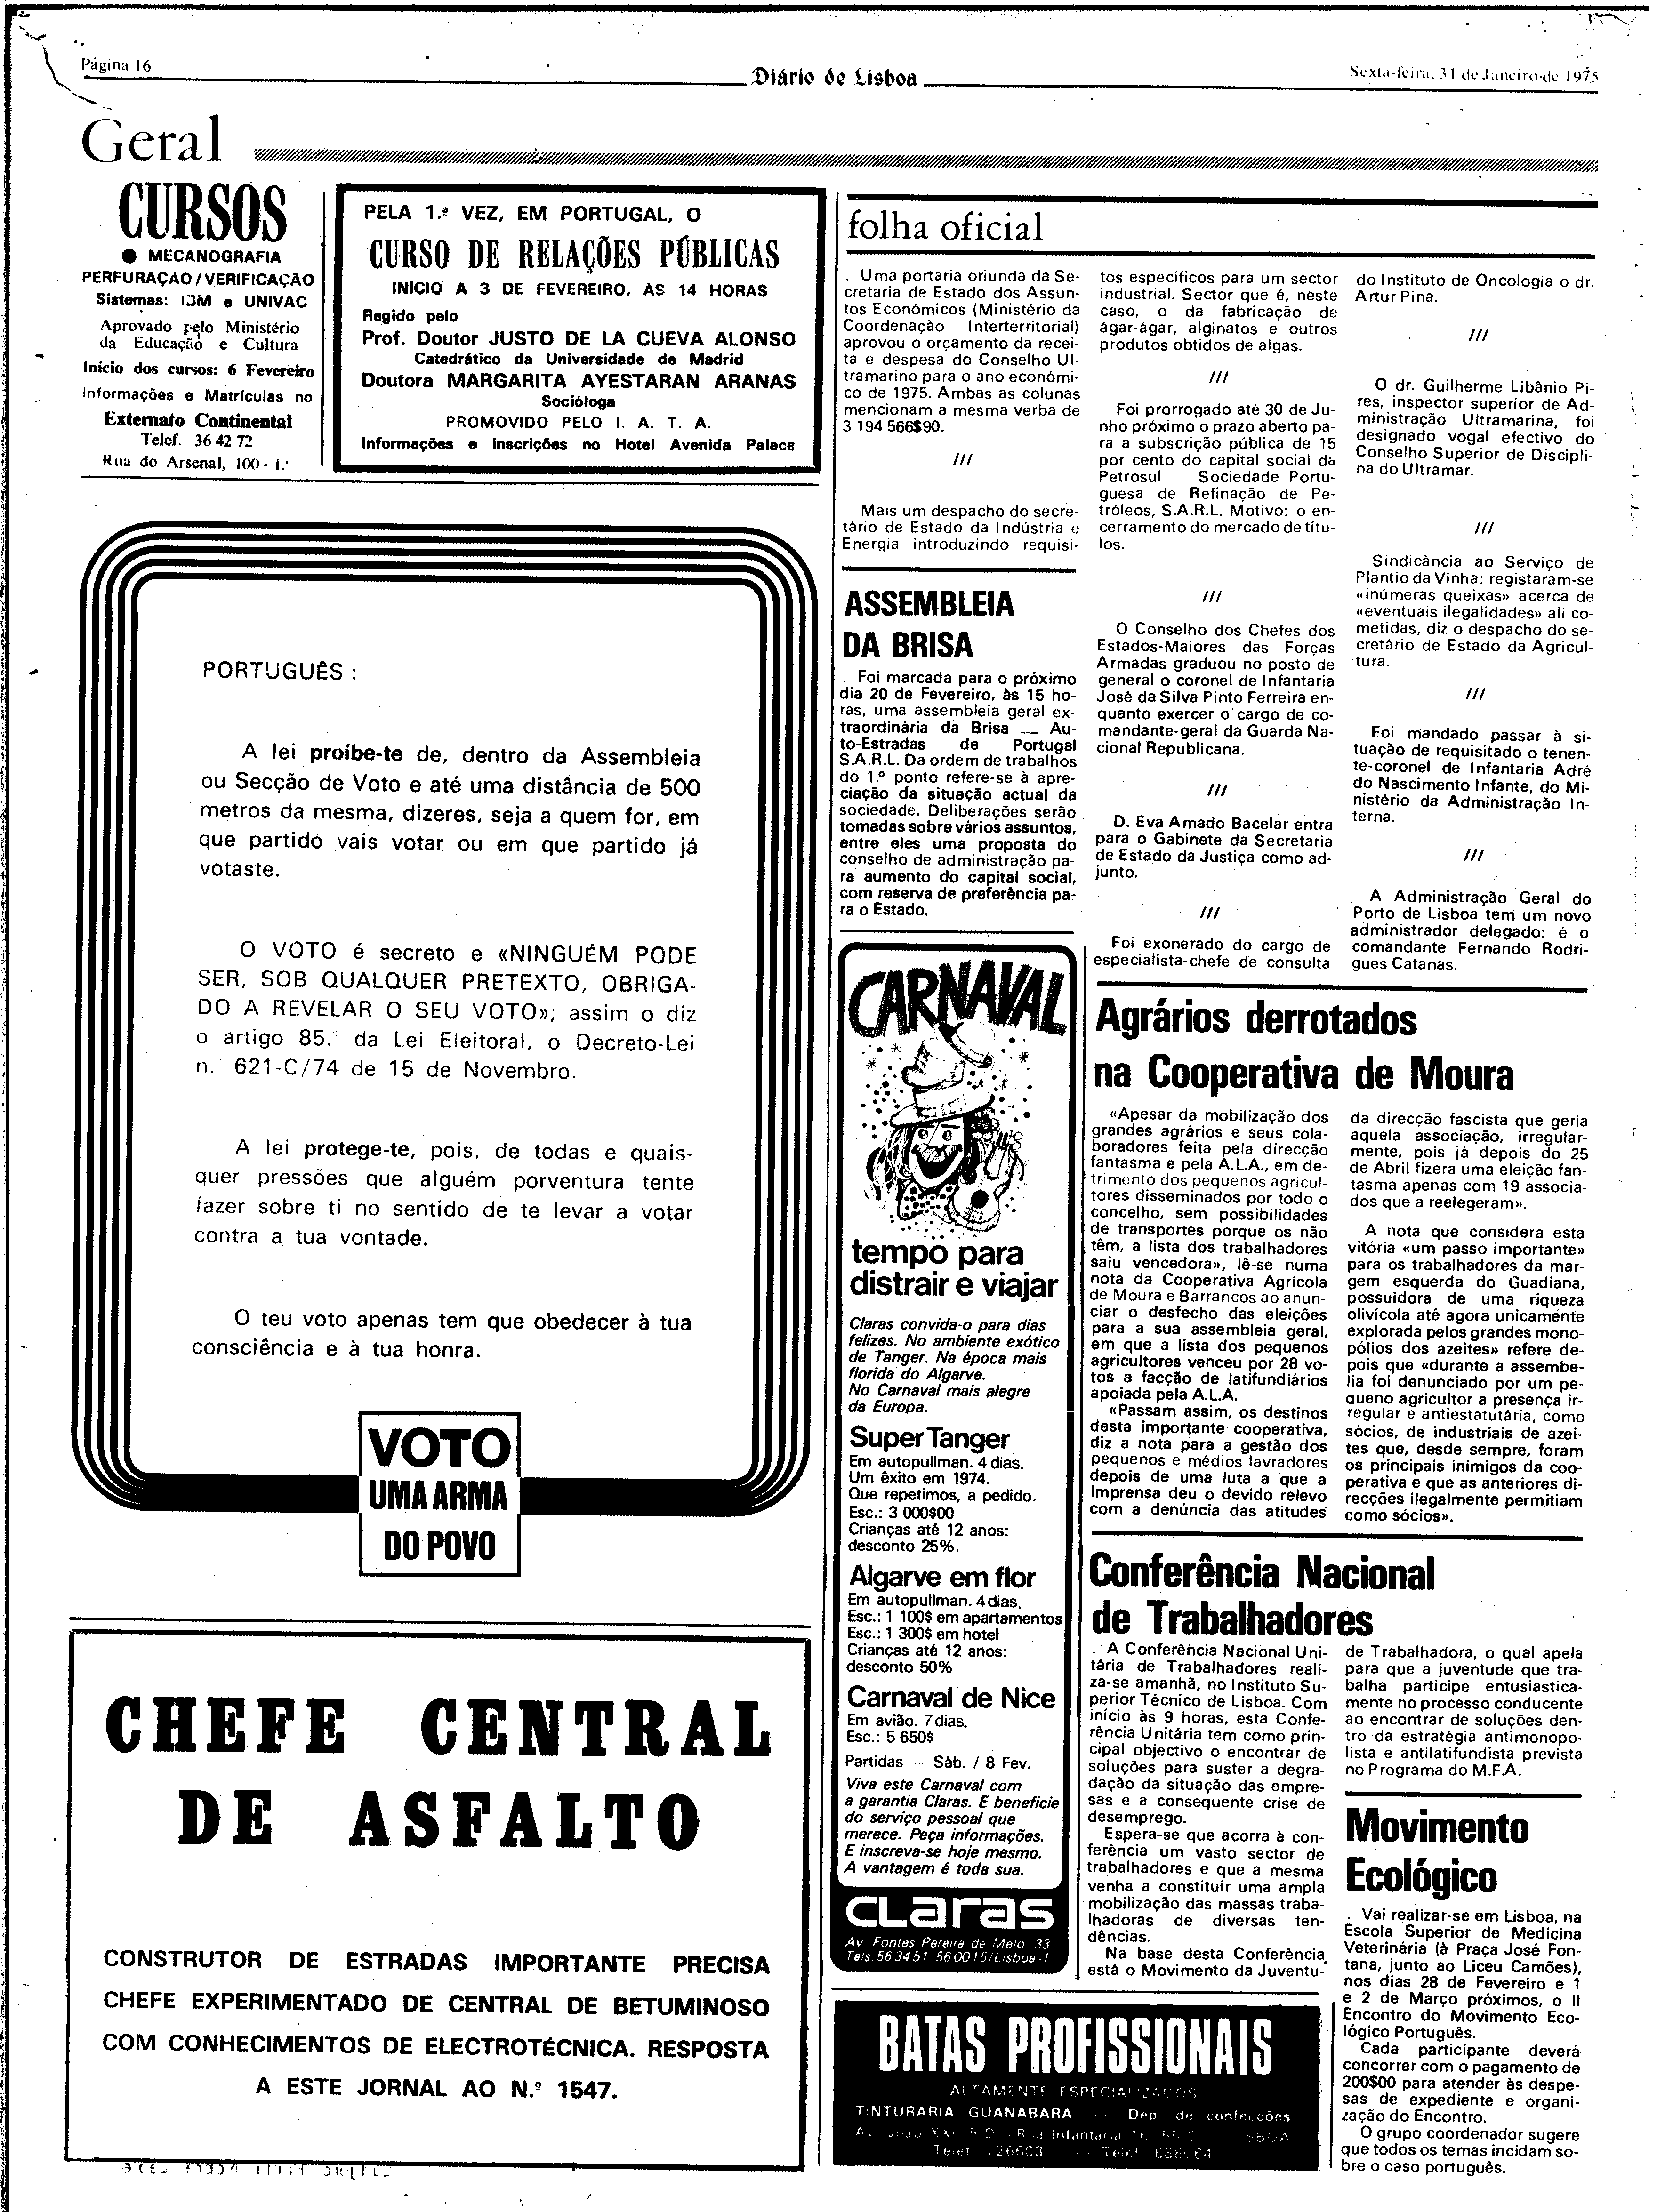 Página 16
Diário de Lisboa
Sexta-feira, 31 de Janeiro de 1975
Geral
CURSOS
● MECANOGRAFIA
PERFURAÇÃO / VERIFICAÇÃO
Sistemas: IBM e UNIVAC
Aprovado pelo Ministério
da Educação e Cultura
Início dos cursos: 6 Fevereiro
Informações e Matrículas no
Externato Continental
Telef. 36 42 72
Rua do Arsenal, 100 - 1.º
PELA 1.ª VEZ, EM PORTUGAL, O
CURSO DE RELAÇÕES PÚBLICAS
INÍCIO A 3 DE FEVEREIRO, ÀS 14 HORAS
Regido pelo
Prof. Doutor JUSTO DE LA CUEVA ALONSO
Catedrático da Universidade de Madrid
Doutora MARGARITA AYESTARAN ARANAS
Socióloga
PROMOVIDO PELO I. A. T. A.
Informações e inscrições no Hotel Avenida Palace
PORTUGUÊS :
A lei proíbe-te de, dentro da Assembleia
ou Secção de Voto e até uma distância de 500
metros da mesma, dizeres, seja a quem for, em
que partido vais votar ou em que partido já
votaste.
O VOTO é secreto e «NINGUÉM PODE
SER, SOB QUALQUER PRETEXTO, OBRIGA-
DO A REVELAR O SEU VOTO»; assim o diz
o artigo 85.º da Lei Eleitoral, o Decreto-Lei
n.º 621-C/74 de 15 de Novembro.
A lei protege-te, pois, de todas e quais-
quer pressões que alguém porventura tente
fazer sobre ti no sentido de te levar a votar
contra a tua vontade.
O teu voto apenas tem que obedecer à tua
consciência e à tua honra.
VOTO
UMA ARMA
DO POVO
CHEFE CENTRAL
DE ASFALTO
CONSTRUTOR DE ESTRADAS IMPORTANTE PRECISA
CHEFE EXPERIMENTADO DE CENTRAL DE BETUMINOSO
COM CONHECIMENTOS DE ELECTROTÉCNICA. RESPOSTA
A ESTE JORNAL AO N.º 1547.
folha oficial
Uma portaria oriunda da Se-
cretaria de Estado dos Assun-
tos Económicos (Ministério da
Coordenação Interterritorial)
aprovou o orçamento da recei-
ta e despesa do Conselho Ul-
tramarino para o ano económi-
co de 1975. Ambas as colunas
mencionam a mesma verba de
3 194 566$90.
///
Mais um despacho do secre-
tário de Estado da Indústria e
Energia introduzindo requisi-
tos específicos para um sector
industrial. Sector que é, neste
caso, o da fabricação de
ágar-ágar, alginatos e outros
produtos obtidos de algas.
///
Foi prorrogado até 30 de Ju-
nho próximo o prazo aberto pa-
ra a subscrição pública de 15
por cento do capital social da
Petrosul — Sociedade Portu-
guesa de Refinação de Pe-
tróleos, S.A.R.L. Motivo: o en-
cerramento do mercado de títu-
los.
///
O Conselho dos Chefes dos
Estados-Maiores das Forças
Armadas graduou no posto de
general o coronel de Infantaria
José da Silva Pinto Ferreira en-
quanto exercer o cargo de co-
mandante-geral da Guarda Na-
cional Republicana.
///
D. Eva Amado Bacelar entra
para o Gabinete da Secretaria
de Estado da Justiça como ad-
junto.
///
Foi exonerado do cargo de
especialista-chefe de consulta
do Instituto de Oncologia o dr.
Artur Pina.
///
O dr. Guilherme Libânio Pi-
res, inspector superior de Ad-
ministração Ultramarina, foi
designado vogal efectivo do
Conselho Superior de Discipli-
na do Ultramar.
///
Sindicância ao Serviço de
Plantio da Vinha: registaram-se
«inúmeras queixas» acerca de
«eventuais ilegalidades» ali co-
metidas, diz o despacho do se-
cretário de Estado da Agricul-
tura.
///
Foi mandado passar à si-
tuação de requisitado o tenen-
te-coronel de Infantaria Adré
do Nascimento Infante, do Mi-
nistério da Administração In-
terna.
///
A Administração Geral do
Porto de Lisboa tem um novo
administrador delegado: é o
comandante Fernando Rodri-
gues Catanas.
ASSEMBLEIA
DA BRISA
Foi marcada para o próximo
dia 20 de Fevereiro, às 15 ho-
ras, uma assembleia geral ex-
traordinária da Brisa — Au-
to-Estradas de Portugal
S.A.R.L. Da ordem de trabalhos
do 1.º ponto refere-se à apre-
ciação da situação actual da
sociedade. Deliberações serão
tomadas sobre vários assuntos,
entre eles uma proposta do
conselho de administração pa-
ra aumento do capital social,
com reserva de preferência pa-
ra o Estado.
CARNAVAL
tempo para
distrair e viajar
Claras convida-o para dias
felizes. No ambiente exótico
de Tanger. Na época mais
florida do Algarve.
No Carnaval mais alegre
da Europa.
Super Tanger
Em autopullman. 4 dias.
Um êxito em 1974.
Que repetimos, a pedido.
Esc.: 3 000$00
Crianças até 12 anos:
desconto 25%.
Algarve em flor
Em autopullman. 4 dias.
Esc.: 1 100$ em apartamentos
Esc.: 1 300$ em hotel
Crianças até 12 anos:
desconto 50%
Carnaval de Nice
Em avião. 7 dias.
Esc.: 5 650$
Partidas — Sáb. / 8 Fev.
Viva este Carnaval com
a garantia Claras. E beneficie
do serviço pessoal que
merece. Peça informações.
E inscreva-se hoje mesmo.
A vantagem é toda sua.
CLaras
Av. Fontes Pereira de Melo, 33
Tels. 563451-560015/Lisboa-1
Agrários derrotados
na Cooperativa de Moura
«Apesar da mobilização dos
grandes agrários e seus cola-
boradores feita pela direcção
fantasma e pela A.L.A., em de-
trimento dos pequenos agricul-
tores disseminados por todo o
concelho, sem possibilidades
de transportes porque os não
têm, a lista dos trabalhadores
saiu vencedora», lê-se numa
nota da Cooperativa Agrícola
de Moura e Barrancos ao anun-
ciar o desfecho das eleições
para a sua assembleia geral,
em que a lista dos pequenos
agricultores venceu por 28 vo-
tos a facção de latifundiários
apoiada pela A.L.A.
«Passam assim, os destinos
desta importante cooperativa,
diz a nota para a gestão dos
pequenos e médios lavradores
depois de uma luta a que a
Imprensa deu o devido relevo
com a denúncia das atitudes
da direcção fascista que geria
aquela associação, irregular-
mente, pois já depois do 25
de Abril fizera uma eleição fan-
tasma apenas com 19 associa-
dos que a reelegeram».
A nota que considera esta
vitória «um passo importante»
para os trabalhadores da mar-
gem esquerda do Guadiana,
possuidora de uma riqueza
olivícola até agora unicamente
explorada pelos grandes mono-
pólios dos azeites» refere de-
pois que «durante a assemble-
lia foi denunciado por um pe-
queno agricultor a presença ir-
regular e antiestatutária, como
sócios, de industriais de azei-
tes que, desde sempre, foram
os principais inimigos da coo-
perativa e que as anteriores di-
recções ilegalmente permitiam
como sócios».
Conferência Nacional
de Trabalhadores
A Conferência Nacional Uni-
tária de Trabalhadores reali-
za-se amanhã, no Instituto Su-
perior Técnico de Lisboa. Com
início às 9 horas, esta Confe-
rência Unitária tem como prin-
cipal objectivo o encontrar de
soluções para suster a degra-
dação da situação das empre-
sas e a consequente crise de
desemprego.
Espera-se que acorra à con-
ferência um vasto sector de
trabalhadores e que a mesma
venha a constituir uma ampla
mobilização das massas traba-
lhadoras de diversas ten-
dências.
Na base desta Conferência
está o Movimento da Juventu-
de Trabalhadora, o qual apela
para que a juventude que tra-
balha participe entusiastica-
mente no processo conducente
ao encontrar de soluções den-
tro da estratégia antimonopo-
lista e antilatifundista prevista
no Programa do M.F.A.
Movimento
Ecológico
Vai realizar-se em Lisboa, na
Escola Superior de Medicina
Veterinária (à Praça José Fon-
tana, junto ao Liceu Camões),
nos dias 28 de Fevereiro e 1
e 2 de Março próximos, o II
Encontro do Movimento Eco-
lógico Português.
Cada participante deverá
concorrer com o pagamento de
200$00 para atender às despe-
sas de expediente e organi-
zação do Encontro.
O grupo coordenador sugere
que todos os temas incidam so-
bre o caso português.
BATAS PROFISSIONAIS
ALTAMENTE ESPECIALIZADOS
TINTURARIA GUANABARA — Dep. de confecções
Av. João XXI, 5 D - Rua Infantaria 16
Telef. 726603 — Telef. 688064